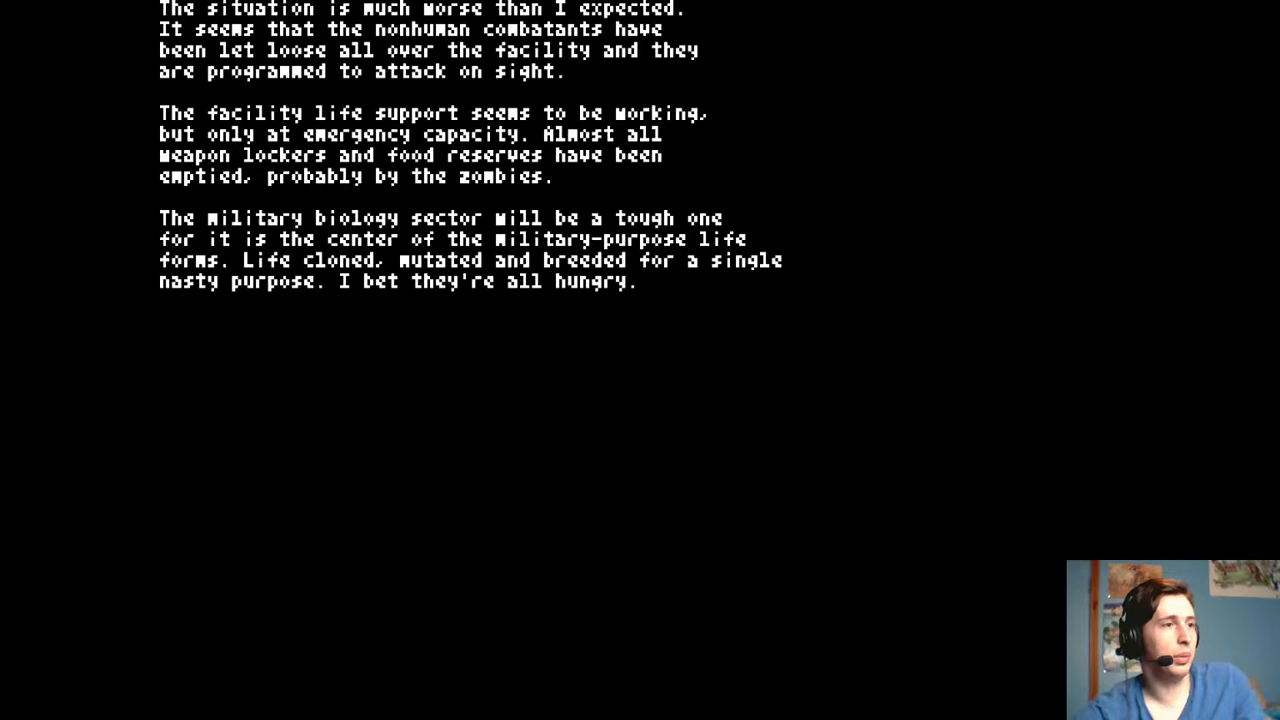 The situation is much worse than I expected.
It seems that the nonhuman combatants have
been let loose all over the facility and they
are programmed to attack on sight.
The facility life support seems to be working,
but only at emergency capacity. Almost all
weapon lockers and food reserves have been
emptied, probably by the zombies.
The military biology sector will be a tough one
for it is the center of the military-purpose life
forms. Life cloned, mutated and breeded for a single
nasty purpose. I bet they're all hungry.